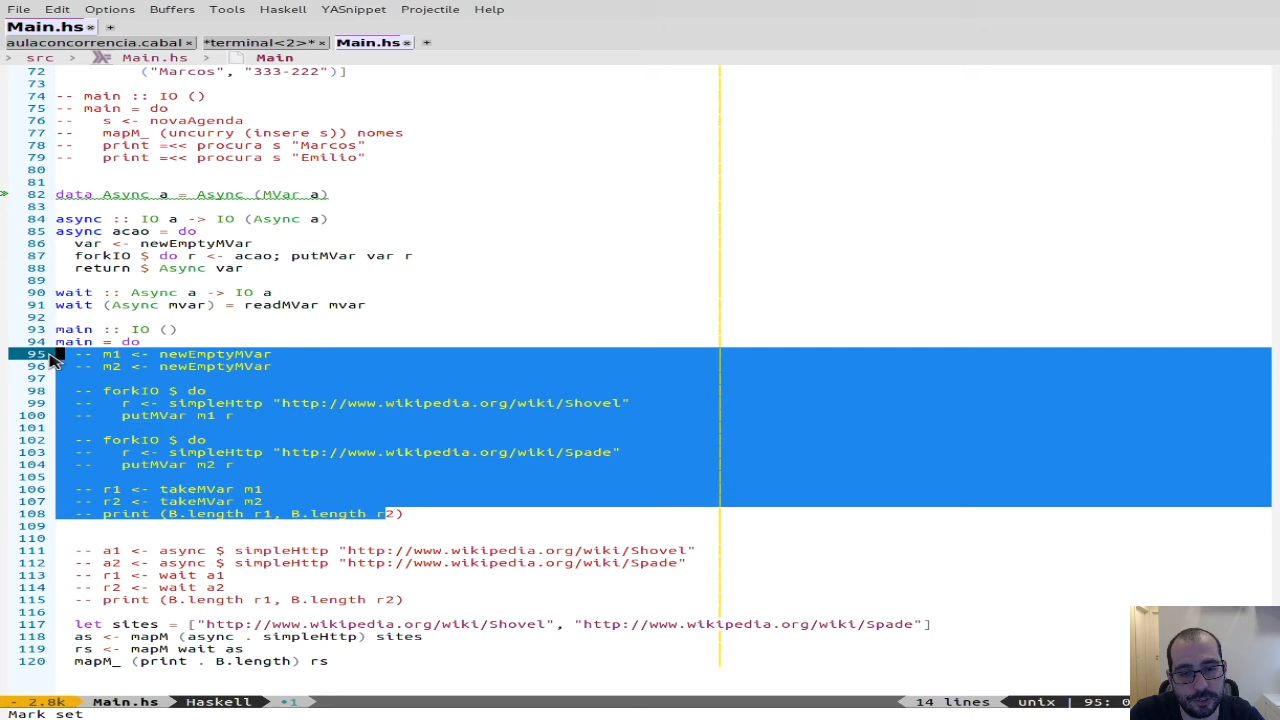 File Edit Options Buffers Tools Haskell YASnippet Projectile Help
Main.hs × +
aulaconcorrencia.cabal × *terminal<2>* × Main.hs × +
> src > Main.hs > Main
72 ("Marcos", "333-222")]
73
74 -- main :: IO ()
75 -- main = do
76 --   s <- novaAgenda
77 --   mapM_ (uncurry (insere s)) nomes
78 --   print =<< procura s "Marcos"
79 --   print =<< procura s "Emilio"
80
81
82 data Async a = Async (MVar a)
83
84 async :: IO a -> IO (Async a)
85 async acao = do
86   var <- newEmptyMVar
87   forkIO $ do r <- acao; putMVar var r
88   return $ Async var
89
90 wait :: Async a -> IO a
91 wait (Async mvar) = readMVar mvar
92
93 main :: IO ()
94 main = do
95   -- m1 <- newEmptyMVar
96   -- m2 <- newEmptyMVar
97
98   -- forkIO $ do
99   --   r <- simpleHttp "http://www.wikipedia.org/wiki/Shovel"
100   --   putMVar m1 r
101
102   -- forkIO $ do
103   --   r <- simpleHttp "http://www.wikipedia.org/wiki/Spade"
104   --   putMVar m2 r
105
106   -- r1 <- takeMVar m1
107   -- r2 <- takeMVar m2
108   -- print (B.length r1, B.length r2)
109
110
111   -- a1 <- async $ simpleHttp "http://www.wikipedia.org/wiki/Shovel"
112   -- a2 <- async $ simpleHttp "http://www.wikipedia.org/wiki/Spade"
113   -- r1 <- wait a1
114   -- r2 <- wait a2
115   -- print (B.length r1, B.length r2)
116
117   let sites = ["http://www.wikipedia.org/wiki/Shovel", "http://www.wikipedia.org/wiki/Spade"]
118   as <- mapM (async . simpleHttp) sites
119   rs <- mapM wait as
120   mapM_ (print . B.length) rs
- 2.8k Main.hs Haskell •1 14 lines unix | 95: 0
Mark set